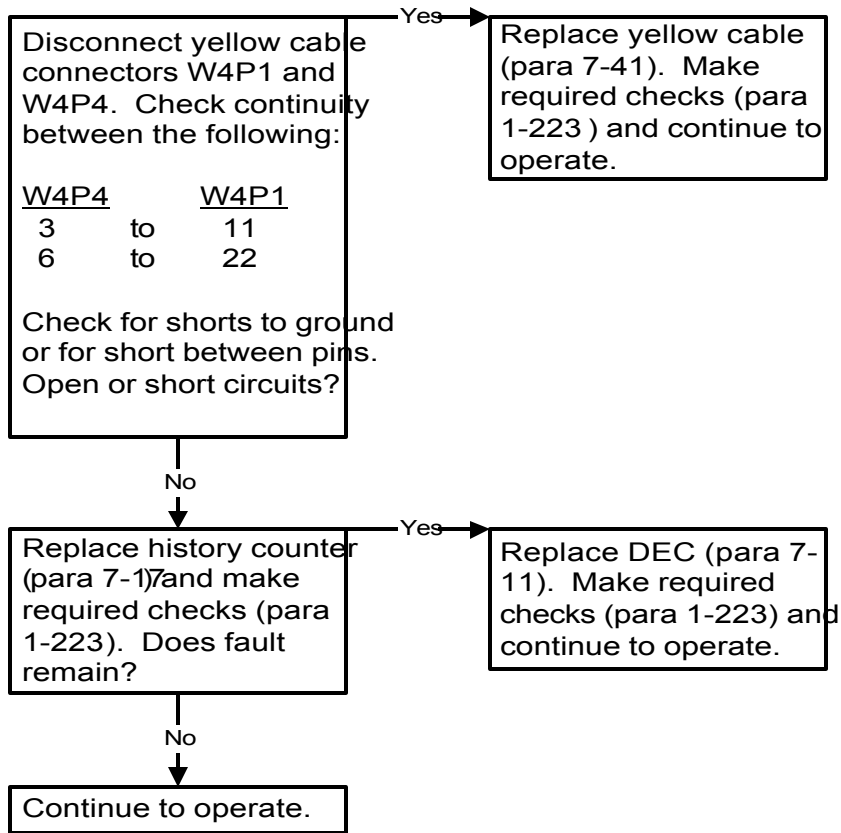 Disconnect yellow cable
connectors W4P1 and
W4P4. Check continuity
between the following:
W4P4 W4P1
3 to 11
6 to 22
Check for shorts to ground
or for short between pins.
Open or short circuits?
Yes
Replace yellow cable
(para 7-41). Make
required checks (para
1-223 ) and continue to
operate.
No
Replace history counter
(para 7-17) and make
required checks (para
1-223). Does fault
remain?
Yes
Replace DEC (para 7-
11). Make required
checks (para 1-223) and
continue to operate.
No
Continue to operate.